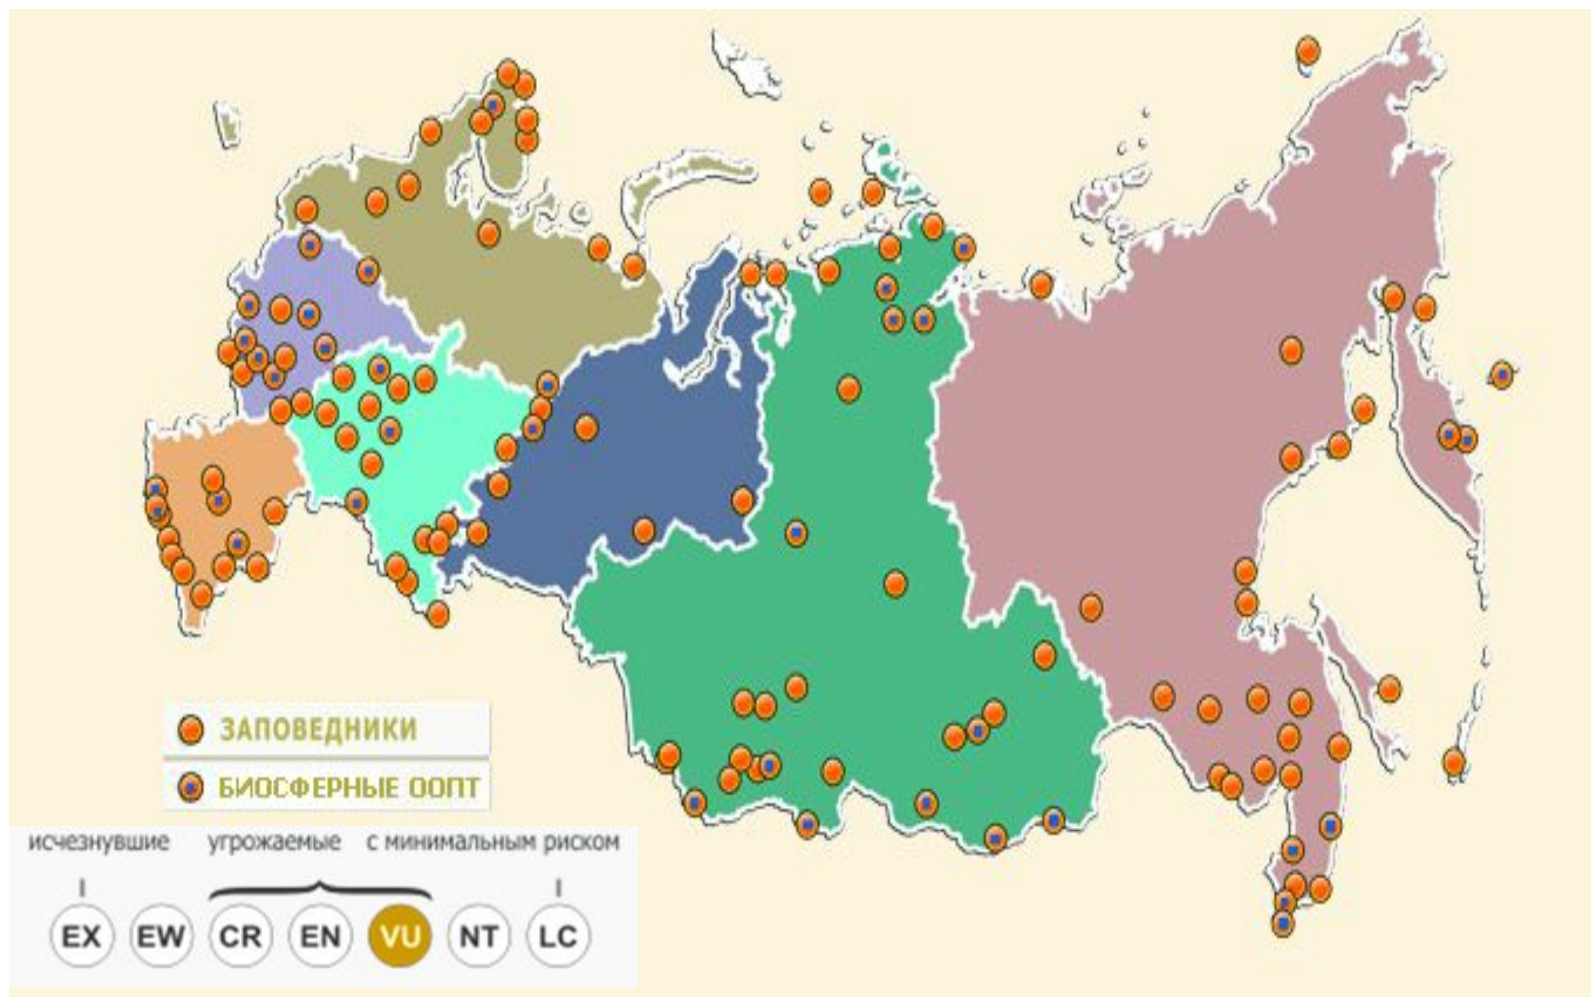 ЗАПОВЕДНИКИ
БИОСФЕРНЫЕ ООПТ
исчезнувшие угрожаемые с минимальным риском
EX EW CR EN VU NT LC